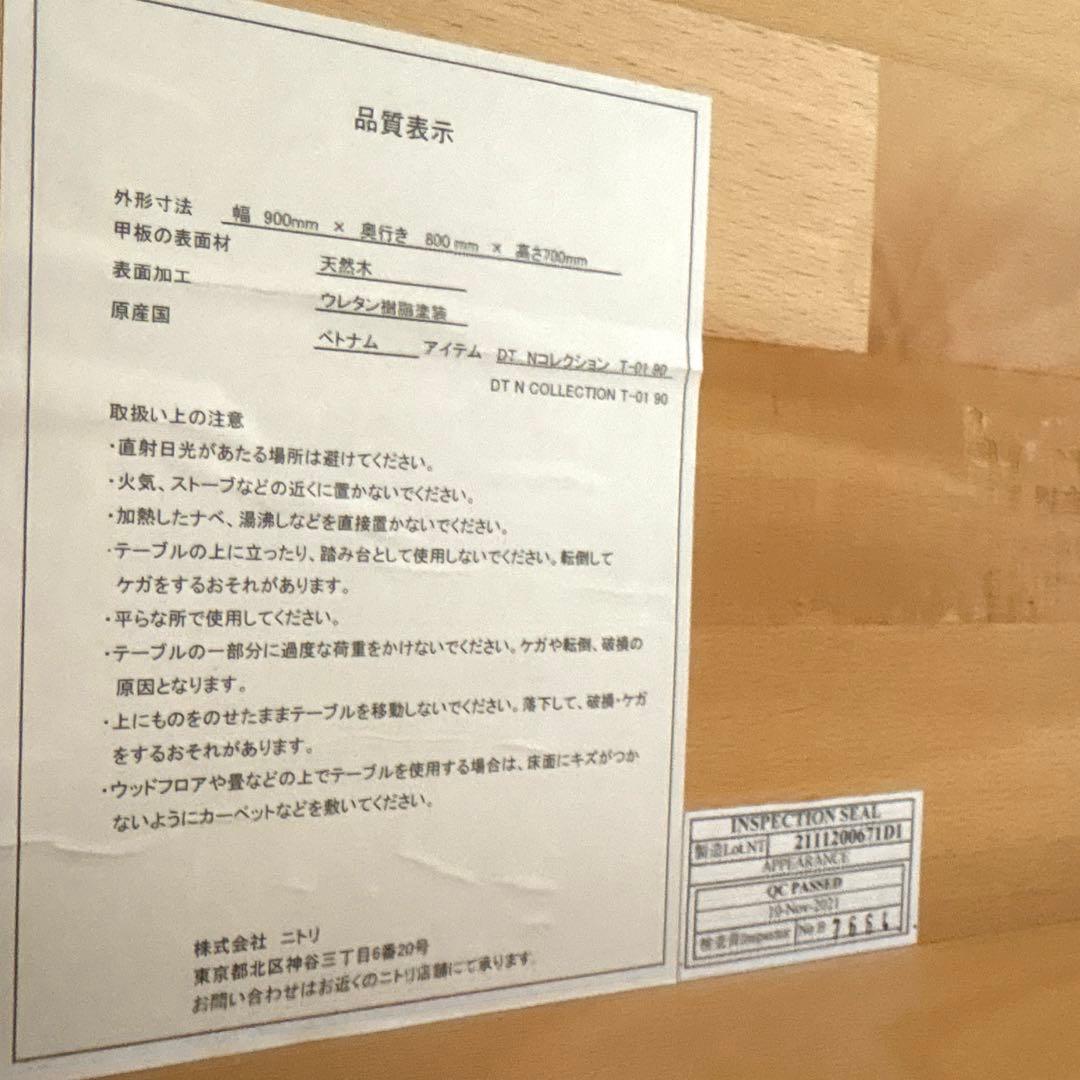 品質表示
外形寸法 幅 900mm × 奥行き 800mm × 高さ700mm
甲板の表面材 天然木
表面加工 ウレタン樹脂塗装
原産国 ベトナム アイテム DT Nコレクション T-01 90
DT N COLLECTION T-01 90
取扱い上の注意
・直射日光があたる場所は避けてください。
・火気、ストーブなどの近くに置かないでください。
・加熱したナベ、湯沸しなどを直接置かないでください。
・テーブルの上に立ったり、踏み台として使用しないでください。転倒して
ケガをするおそれがあります。
・平らな所で使用してください。
・テーブルの一部分に過度な荷重をかけないでください。ケガや転倒、破損の
原因となります。
・上にものをのせたままテーブルを移動しないでください。落下して、破損・ケガ
をするおそれがあります。
・ウッドフロアや畳などの上でテーブルを使用する場合は、床面にキズがつか
ないようにカーペットなどを敷いてください。
株式会社 ニトリ
東京都北区神谷三丁目6番20号
お問い合わせはお近くのニトリ店舗にて承ります。
INSPECTION SEAL
製造Lot.NT 2111200671D1
APPEARANCE
QC PASSED
10-Nov-2021
検査員Inspector No B